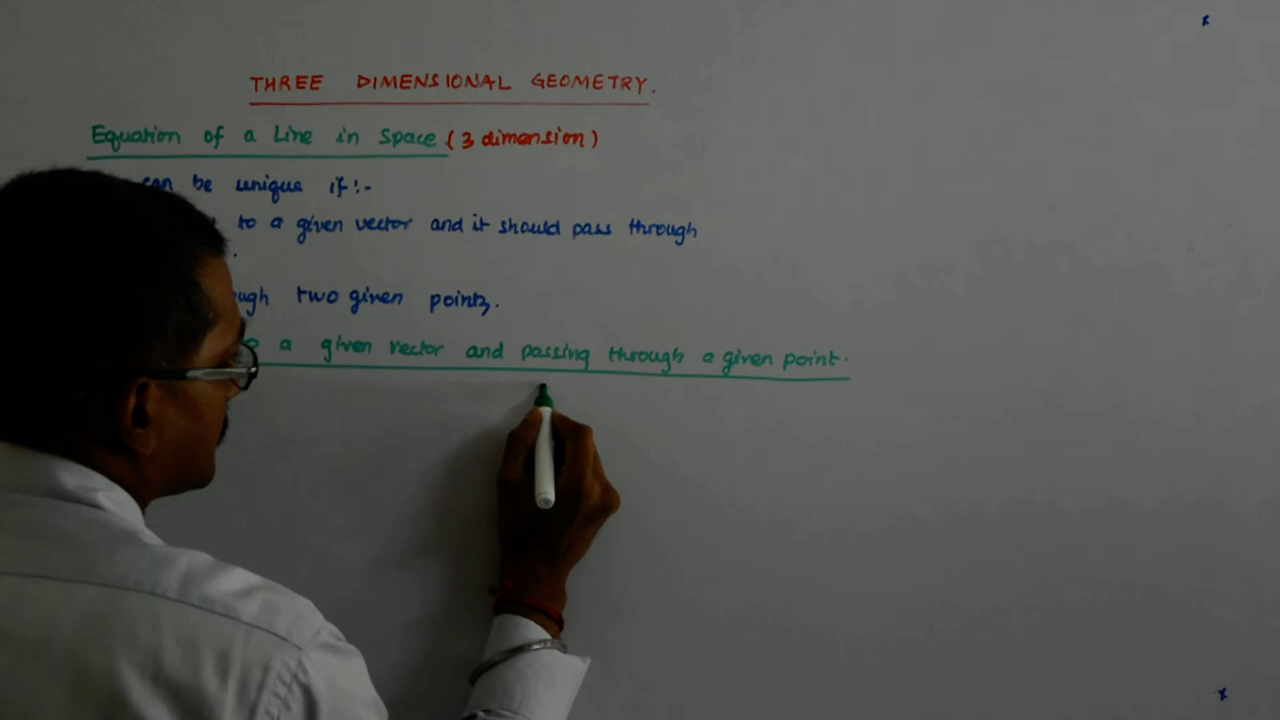 THREE DIMENSIONAL GEOMETRY.
Equation of a Line in Space (3 dimension)
can be unique if:-
to a given vector and it should pass through
two given points.
a given vector and passing through a given point.